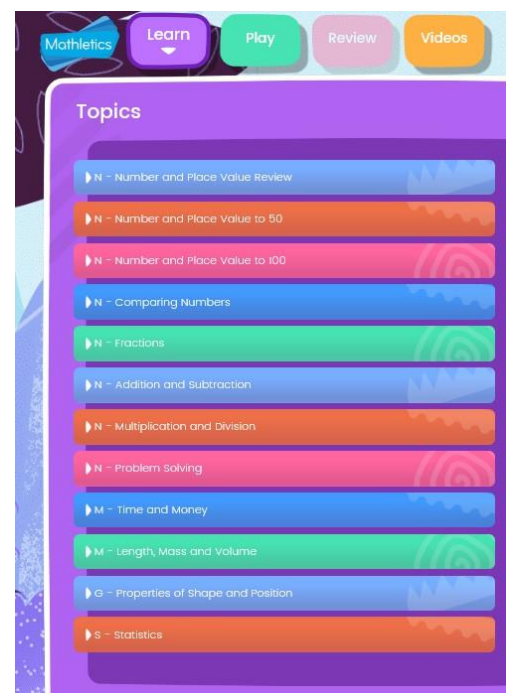 Mathletics
Learn
Play
Review
Videos
Topics
N - Number and Place Value Review
N - Number and Place Value to 50
N - Number and Place Value to 100
N - Comparing Numbers
N - Fractions
N - Addition and Subtraction
N - Multiplication and Division
N - Problem Solving
M - Time and Money
M - Length, Mass and Volume
G - Properties of Shape and Position
S - Statistics